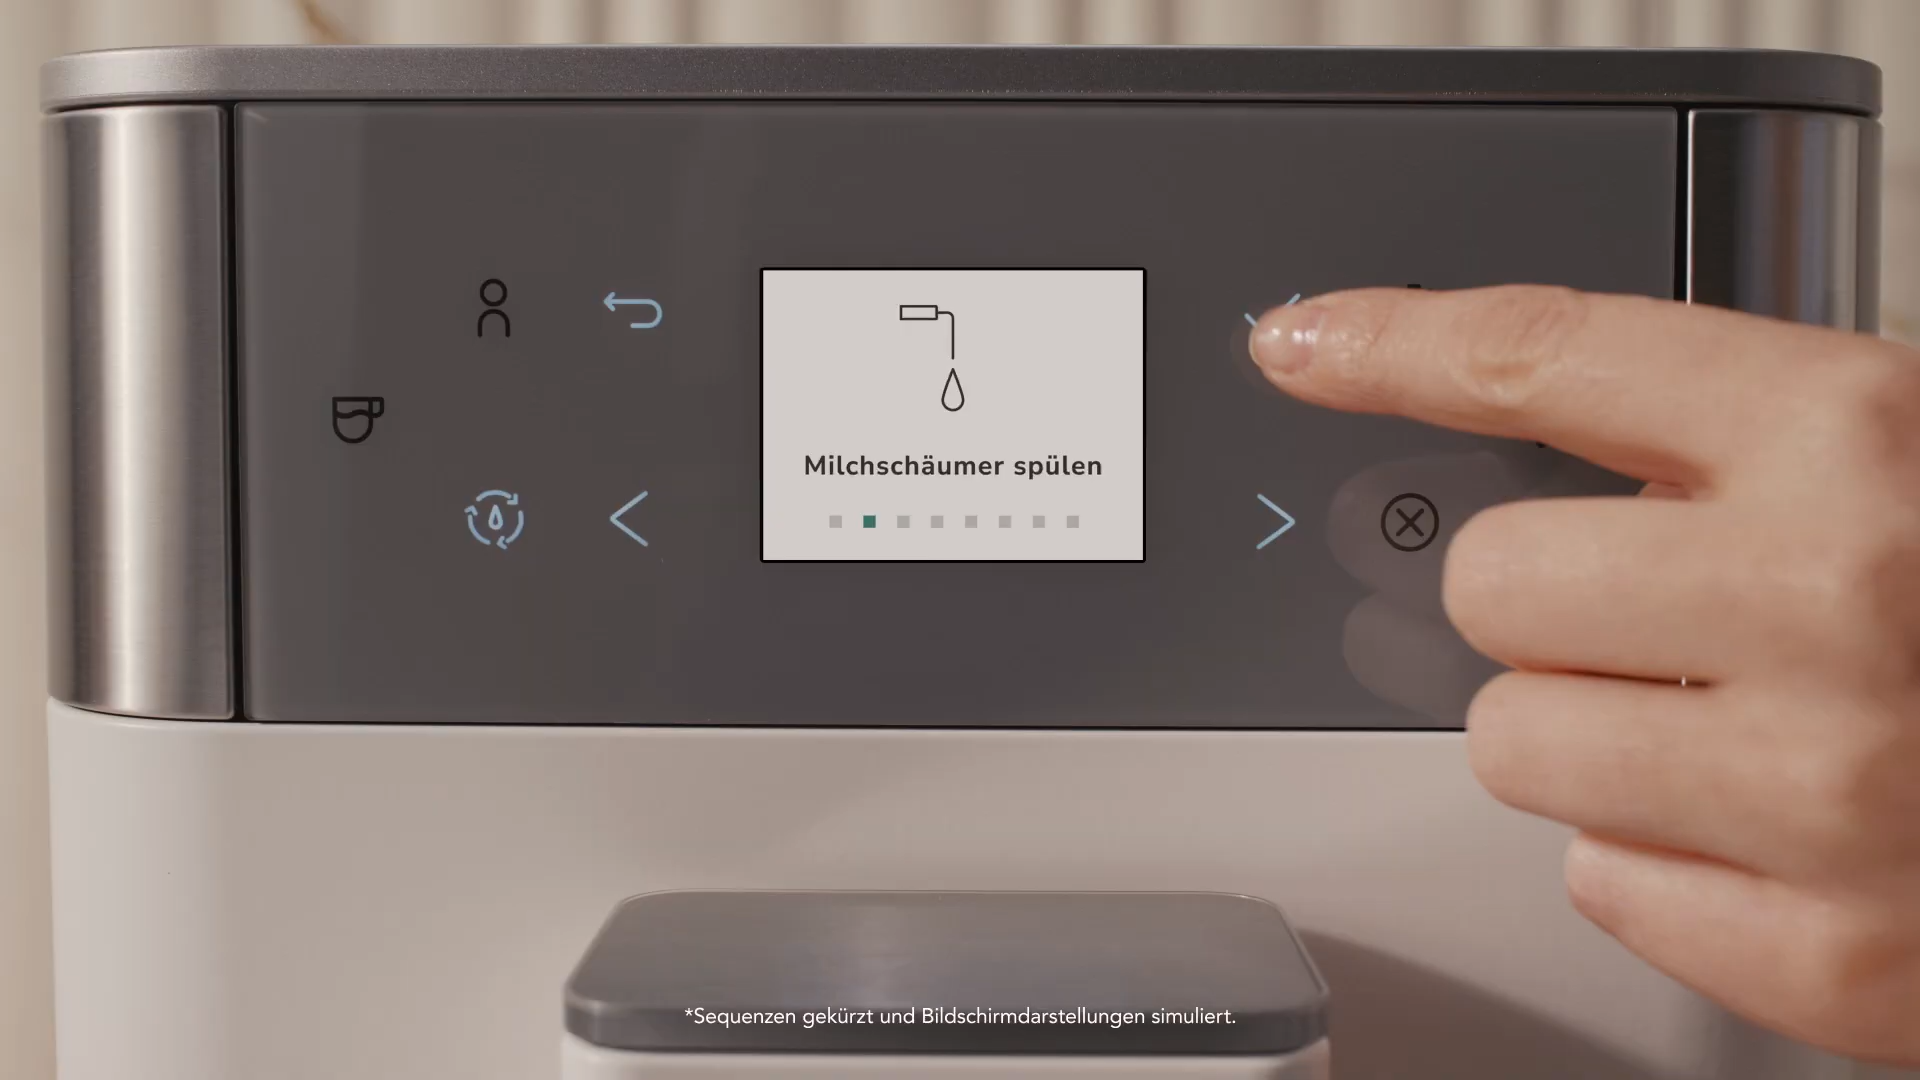 Milchschäumer spülen
*Sequenzen gekürzt und Bildschirmdarstellungen simuliert.